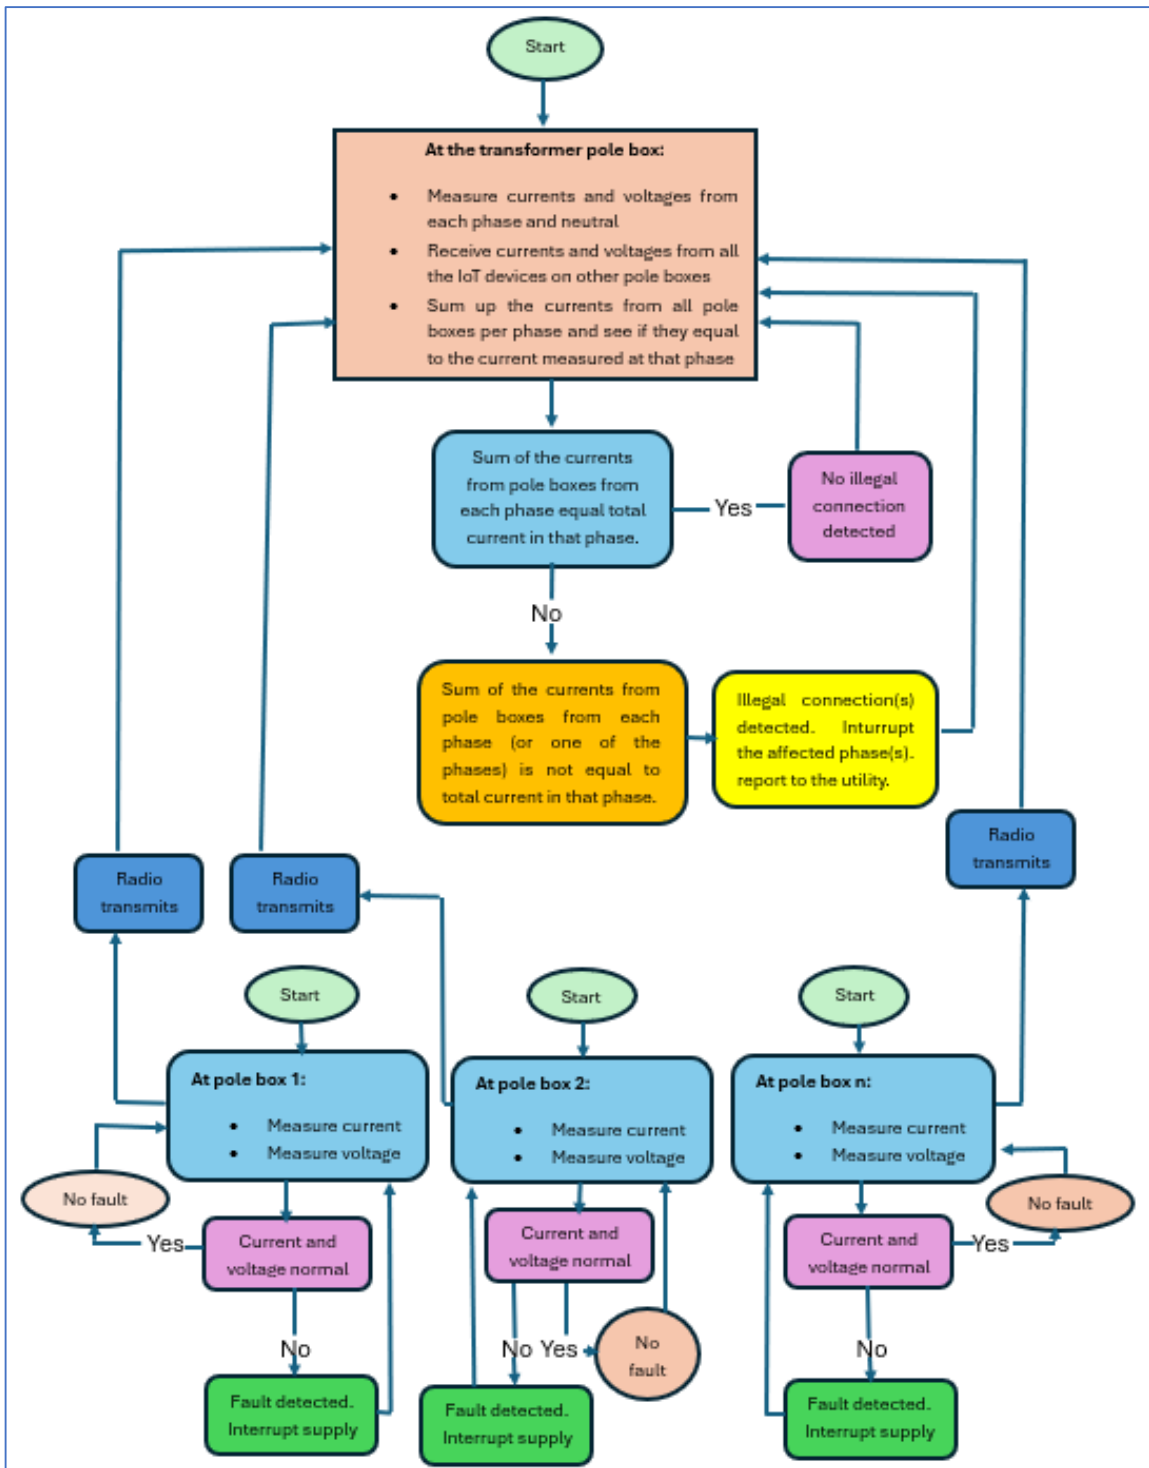 Start
At the transformer pole box:
• Measure currents and voltages from
each phase and neutral
• Receive currents and voltages from all
the IoT devices on other pole boxes
• Sum up the currents from all pole
boxes per phase and see if they equal
to the current measured at that phase
Sum of the currents
from pole boxes from
each phase equal total
current in that phase.
Yes
No illegal
connection
detected
No
Sum of the currents from
pole boxes from each
phase (or one of the
phases) is not equal to
total current in that phase.
Illegal connection(s)
detected. Inturrupt
the affected phase(s).
report to the utility.
Radio
transmits
Radio
transmits
Radio
transmits
Start
Start
Start
At pole box 1:
• Measure current
• Measure voltage
At pole box 2:
• Measure current
• Measure voltage
At pole box n:
• Measure current
• Measure voltage
No fault
Yes
Current and
voltage normal
No
Fault detected.
Interrupt supply
Current and
voltage normal
No
Yes
No
fault
Fault detected.
Interrupt supply
Current and
voltage normal
Yes
No fault
No
Fault detected.
Interrupt supply